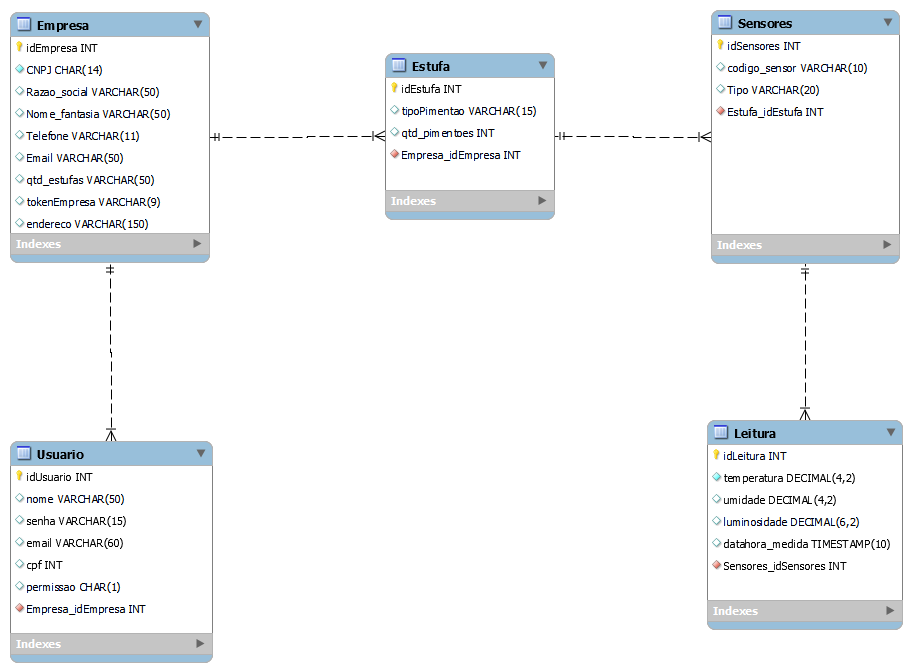 Empresa
idEmpresa INT
CNPJ CHAR(14)
Razao_social VARCHAR(50)
Nome_fantasia VARCHAR(50)
Telefone VARCHAR(11)
Email VARCHAR(50)
qtd_estufas VARCHAR(50)
tokenEmpresa VARCHAR(9)
endereco VARCHAR(150)
Indexes
Estufa
idEstufa INT
tipoPimentao VARCHAR(15)
qtd_pimentoes INT
Empresa_idEmpresa INT
Indexes
Sensores
idSensores INT
codigo_sensor VARCHAR(10)
Tipo VARCHAR(20)
Estufa_idEstufa INT
Indexes
Usuario
idUsuario INT
nome VARCHAR(50)
senha VARCHAR(15)
email VARCHAR(60)
cpf INT
permissao CHAR(1)
Empresa_idEmpresa INT
Indexes
Leitura
idLeitura INT
temperatura DECIMAL(4,2)
umidade DECIMAL(4,2)
luminosidade DECIMAL(6,2)
datahora_medida TIMESTAMP(10)
Sensores_idSensores INT
Indexes